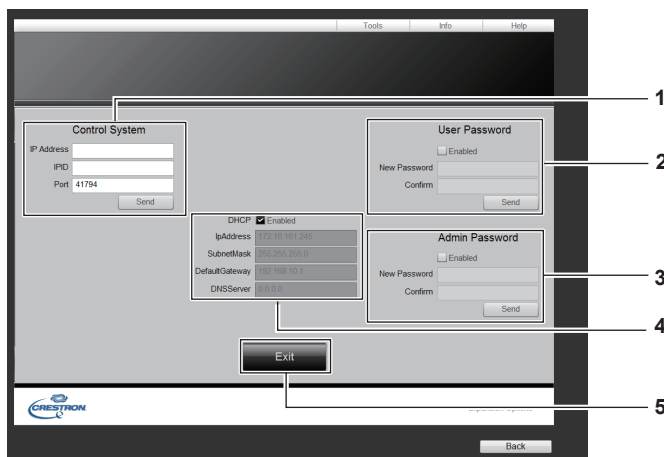 Tools Info Help
1
Control System
IP Address
IPID
Port 41794
Send
User Password
Enabled
New Password
Confirm
Send
2
DHCP Enabled
IpAddress 172.16.161.245
SubnetMask 255.255.255.0
DefaultGateway 192.168.10.1
DNSServer 0.0.0.0
Admin Password
Enabled
New Password
Confirm
Send
3
4
Exit
CRESTRON
Expansion Options
5
Back